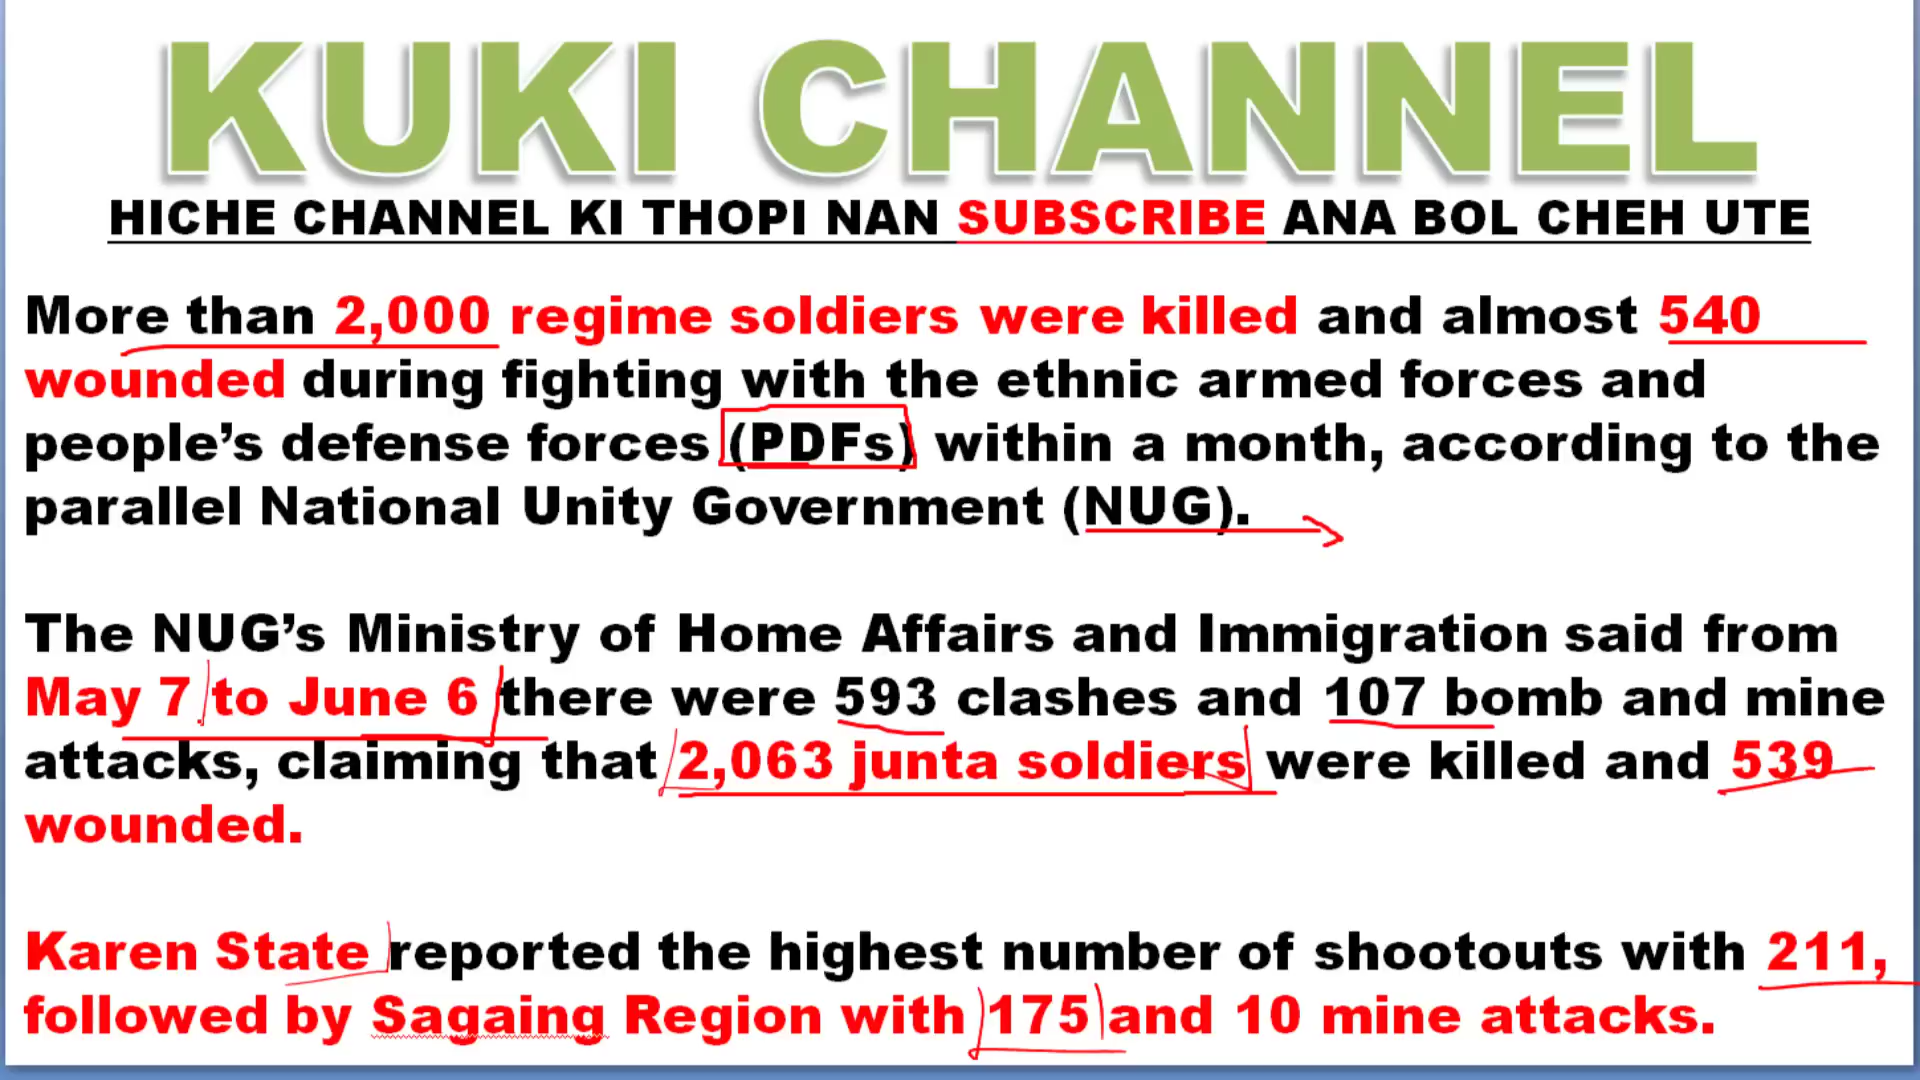 KUKI CHANNEL
HICHE CHANNEL KI THOPI NAN SUBSCRIBE ANA BOL CHEH UTE
More than 2,000 regime soldiers were killed and almost 540
wounded during fighting with the ethnic armed forces and
people’s defense forces (PDFs) within a month, according to the
parallel National Unity Government (NUG).
The NUG’s Ministry of Home Affairs and Immigration said from
May 7 to June 6 there were 593 clashes and 107 bomb and mine
attacks, claiming that 2,063 junta soldiers were killed and 539
wounded.
Karen State reported the highest number of shootouts with 211,
followed by Sagaing Region with 175 and 10 mine attacks.